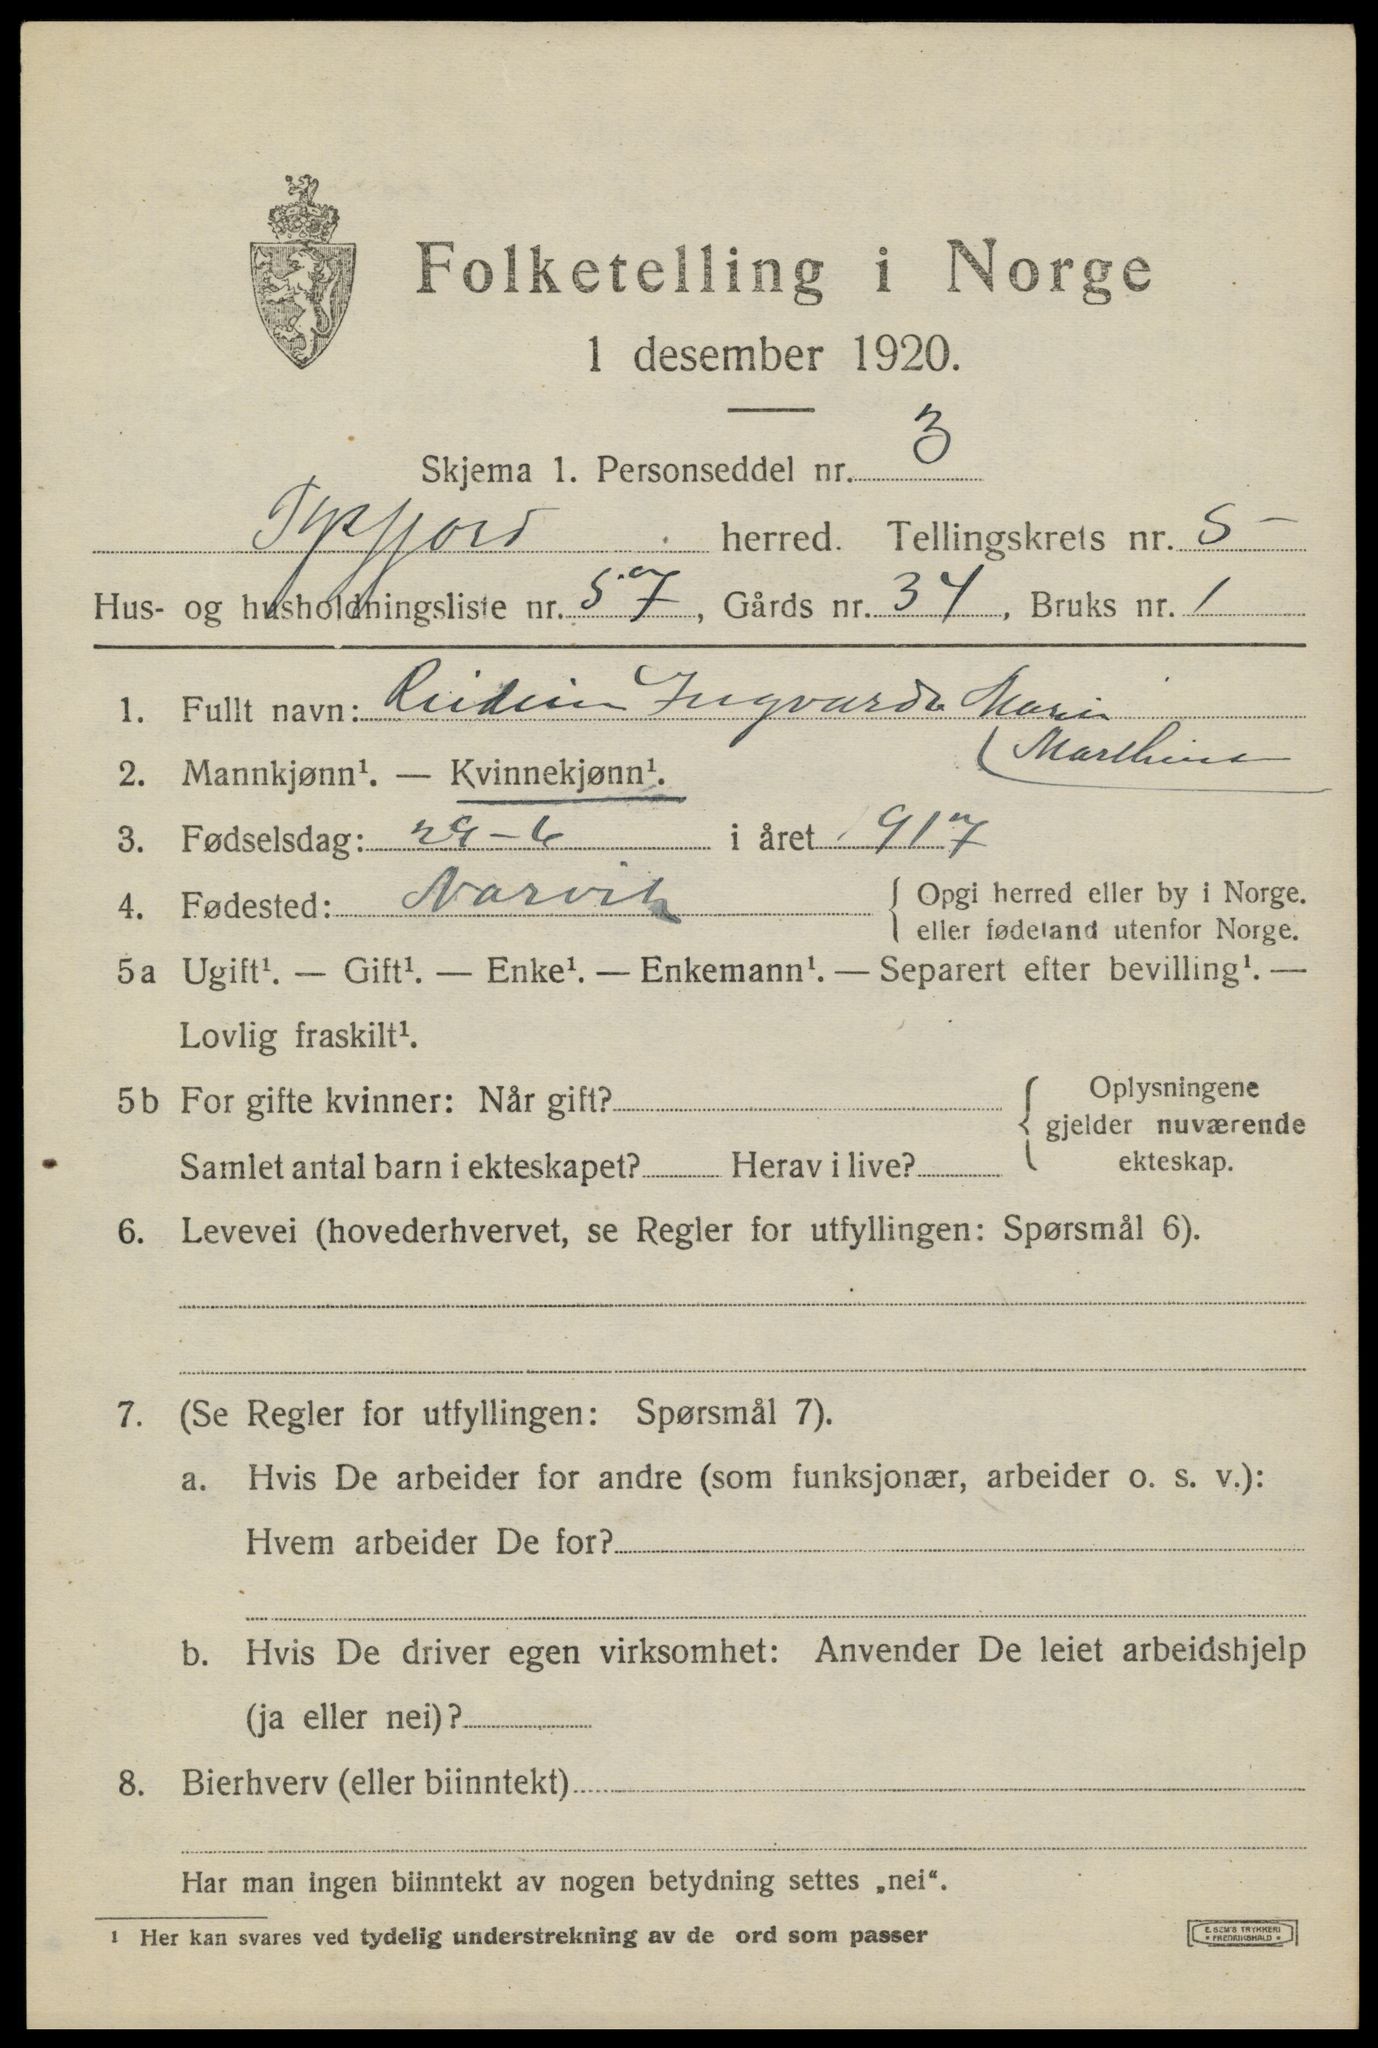 Folketelling i Norge
1 desember 1920.
Skjema 1. Personseddel nr. 3
Tysfjord herred. Tellingskrets nr. 5
Hus- og husholdningsliste nr. 57, Gårds nr. 34, Bruks nr. 1
1. Fullt navn: Ingvarda Marie
Marthine
2. Mannkjønn¹. — Kvinnekjønn¹.
3. Fødselsdag: 29-6 i året 1917
4. Fødested: Narvik { Opgi herred eller by i Norge.
eller fødeland utenfor Norge.
5a Ugift¹. — Gift¹. — Enke¹. — Enkemann¹. — Separert efter bevilling¹. —
Lovlig fraskilt¹.
5b For gifte kvinner: Når gift? { Oplysningene
gjelder nuværende
Samlet antal barn i ekteskapet? Herav i live? ekteskap.
6. Levevei (hovederhvervet, se Regler for utfyllingen: Spørsmål 6).
7. (Se Regler for utfyllingen: Spørsmål 7).
a. Hvis De arbeider for andre (som funksjonær, arbeider o. s. v.):
Hvem arbeider De for?
b. Hvis De driver egen virksomhet: Anvender De leiet arbeidshjelp
(ja eller nei)?
8. Bierhverv (eller biinntekt)
Har man ingen biinntekt av nogen betydning settes „nei“.
¹ Her kan svares ved tydelig understrekning av de ord som passer
E. SEM'S TRYKKERI
* FREDRIKSHALD *